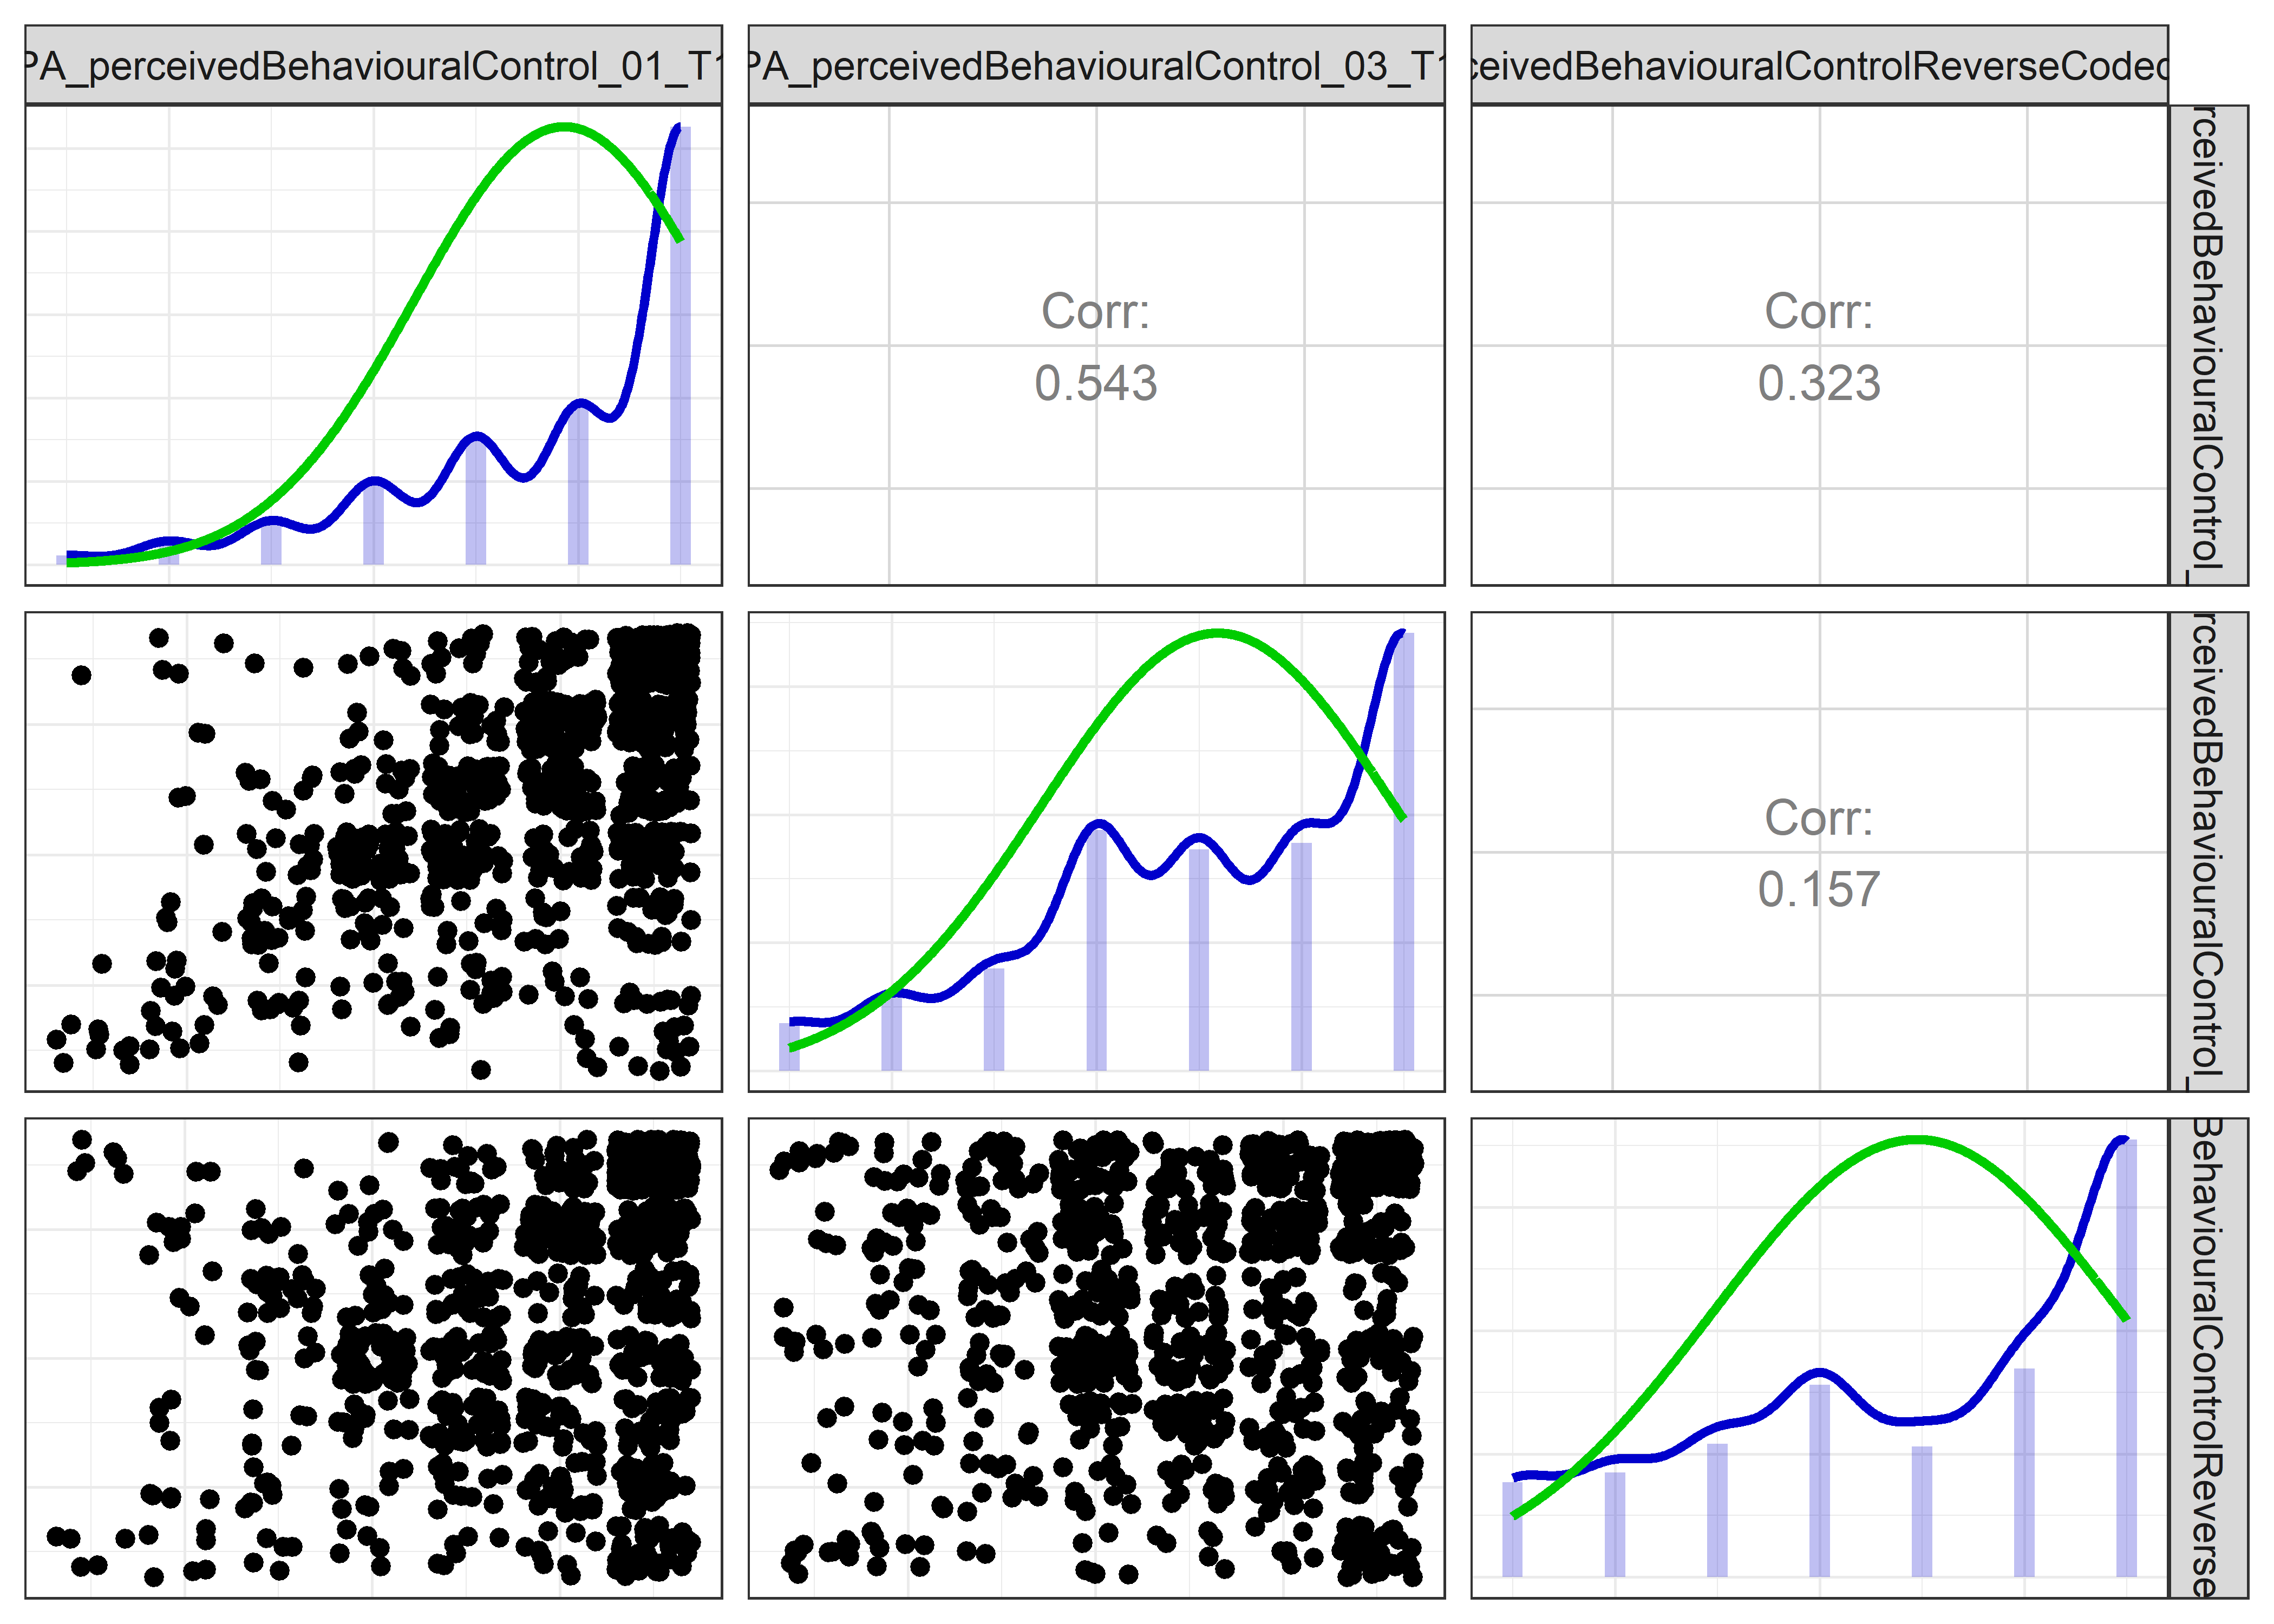 PA_perceivedBehaviouralControl_01_T1
PA_perceivedBehaviouralControl_03_T1
ceivedBehaviouralControlReverseCoded
Corr:
0.543
Corr:
0.323
rceivedBehaviouralControl_
Corr:
0.157
rceivedBehaviouralControl_
BehaviouralControlReverse